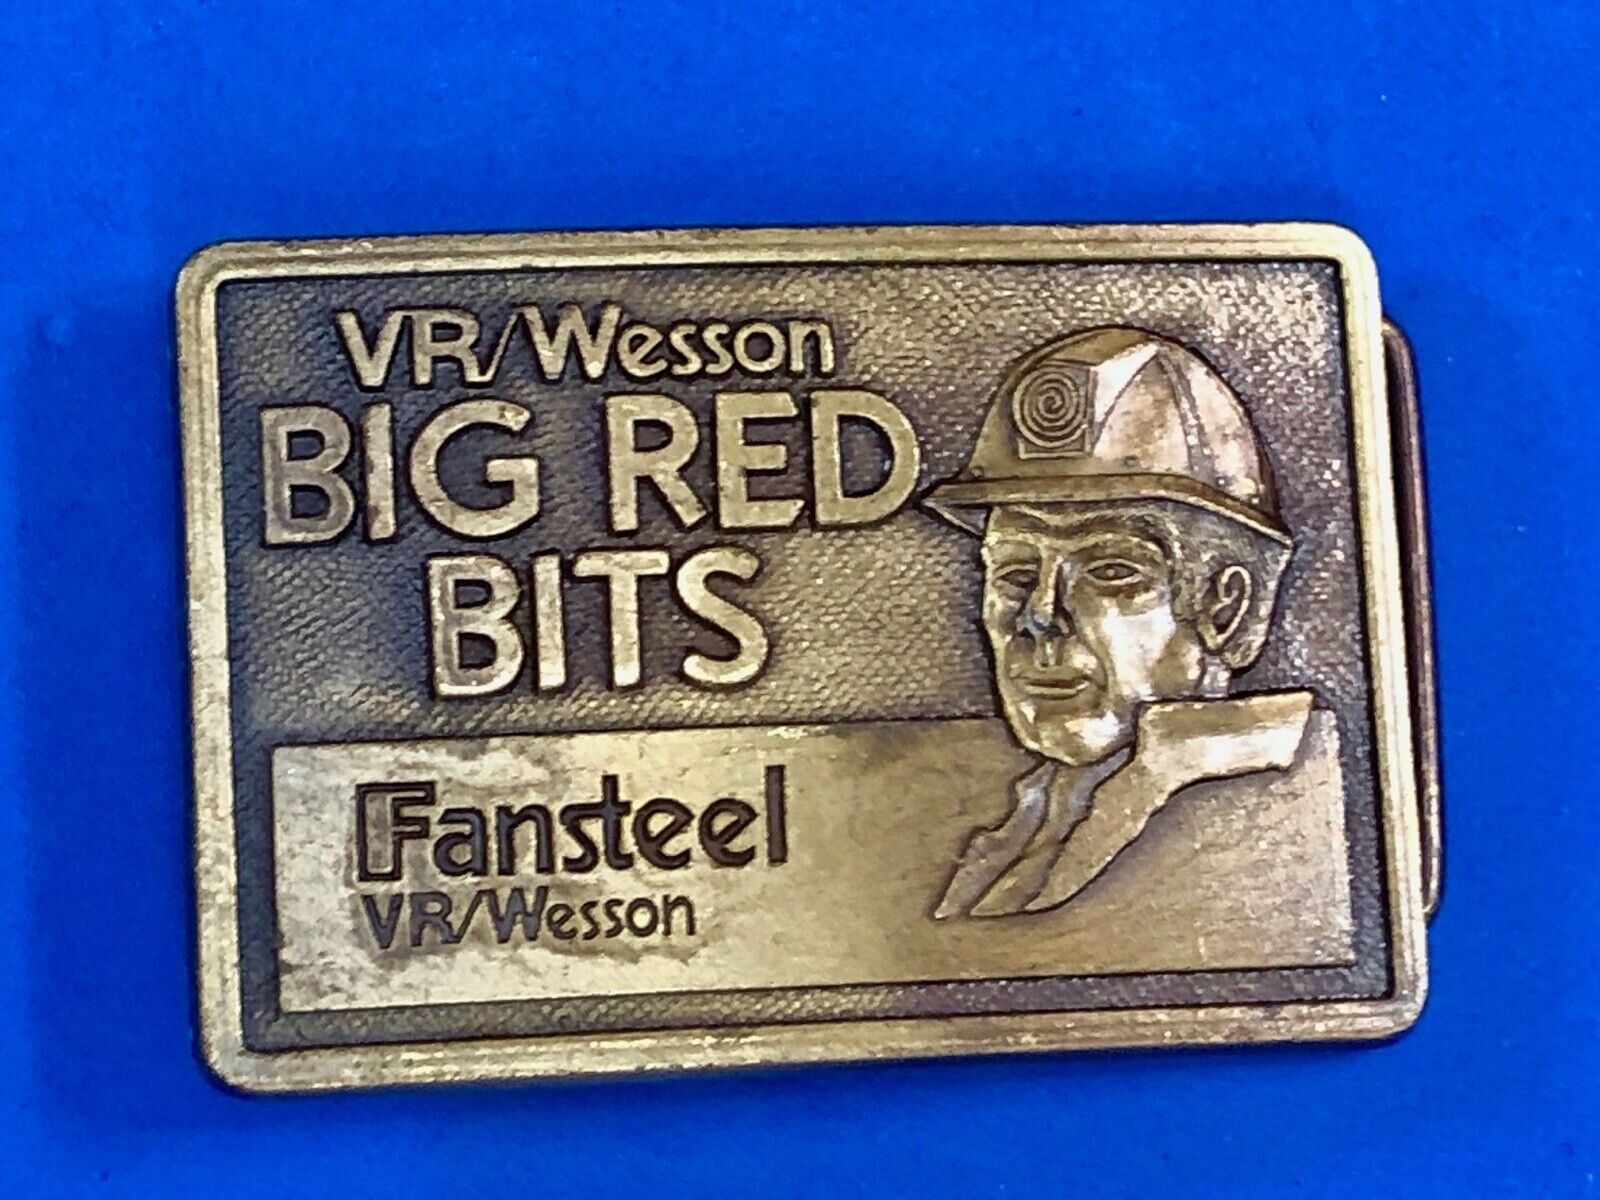 VR/Wesson
BIG RED
BITS
Fansteel
VR/Wesson